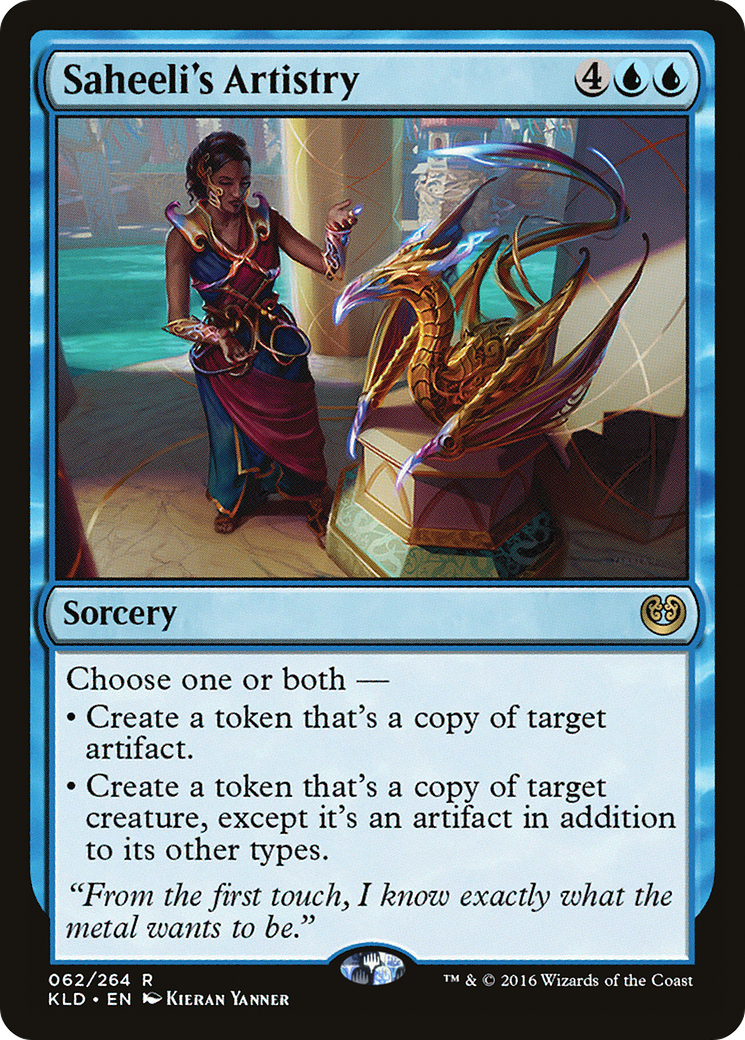 Saheeli's Artistry 4
Sorcery
Choose one or both —
• Create a token that's a copy of target
artifact.
• Create a token that's a copy of target
creature, except it's an artifact in addition
to its other types.
“From the first touch, I know exactly what the
metal wants to be.”
062/264 R
KLD • EN Kieran Yanner
™ & © 2016 Wizards of the Coast